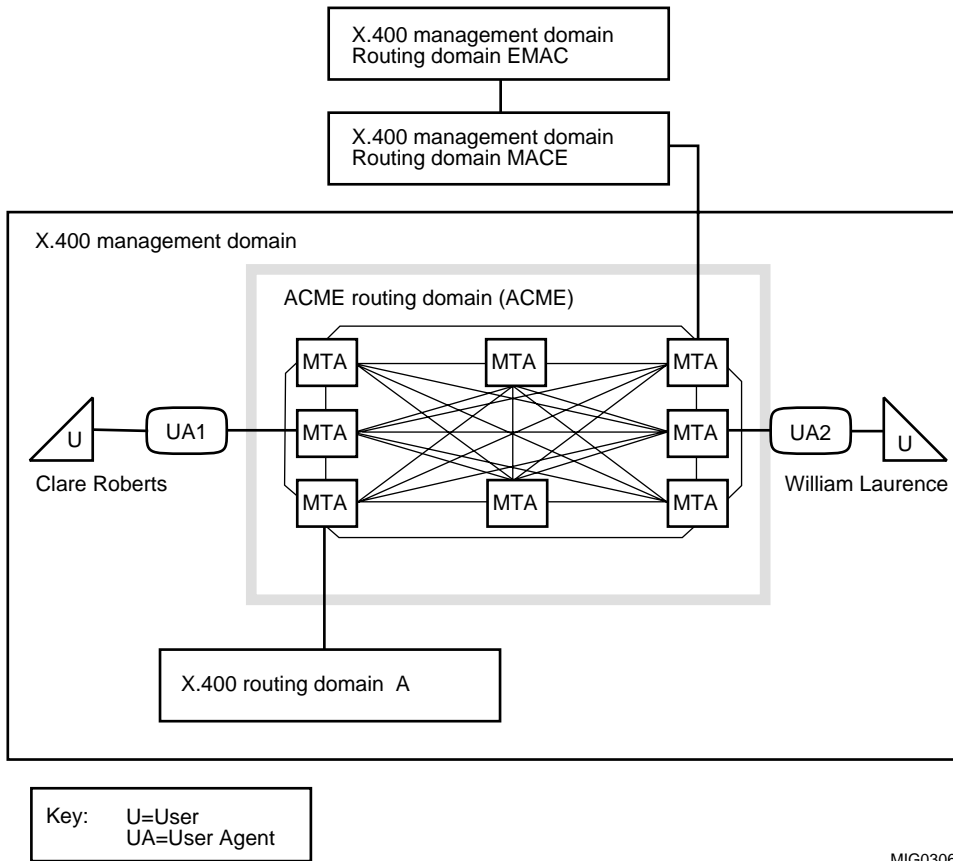 X.400 management domain
Routing domain EMAC
X.400 management domain
Routing domain MACE
X.400 management domain
ACME routing domain (ACME)
MTA
MTA
MTA
U
UA1
MTA
MTA
UA2
U
Clare Roberts
William Laurence
MTA
MTA
MTA
X.400 routing domain A
Key: U=User
UA=User Agent
MIG0306